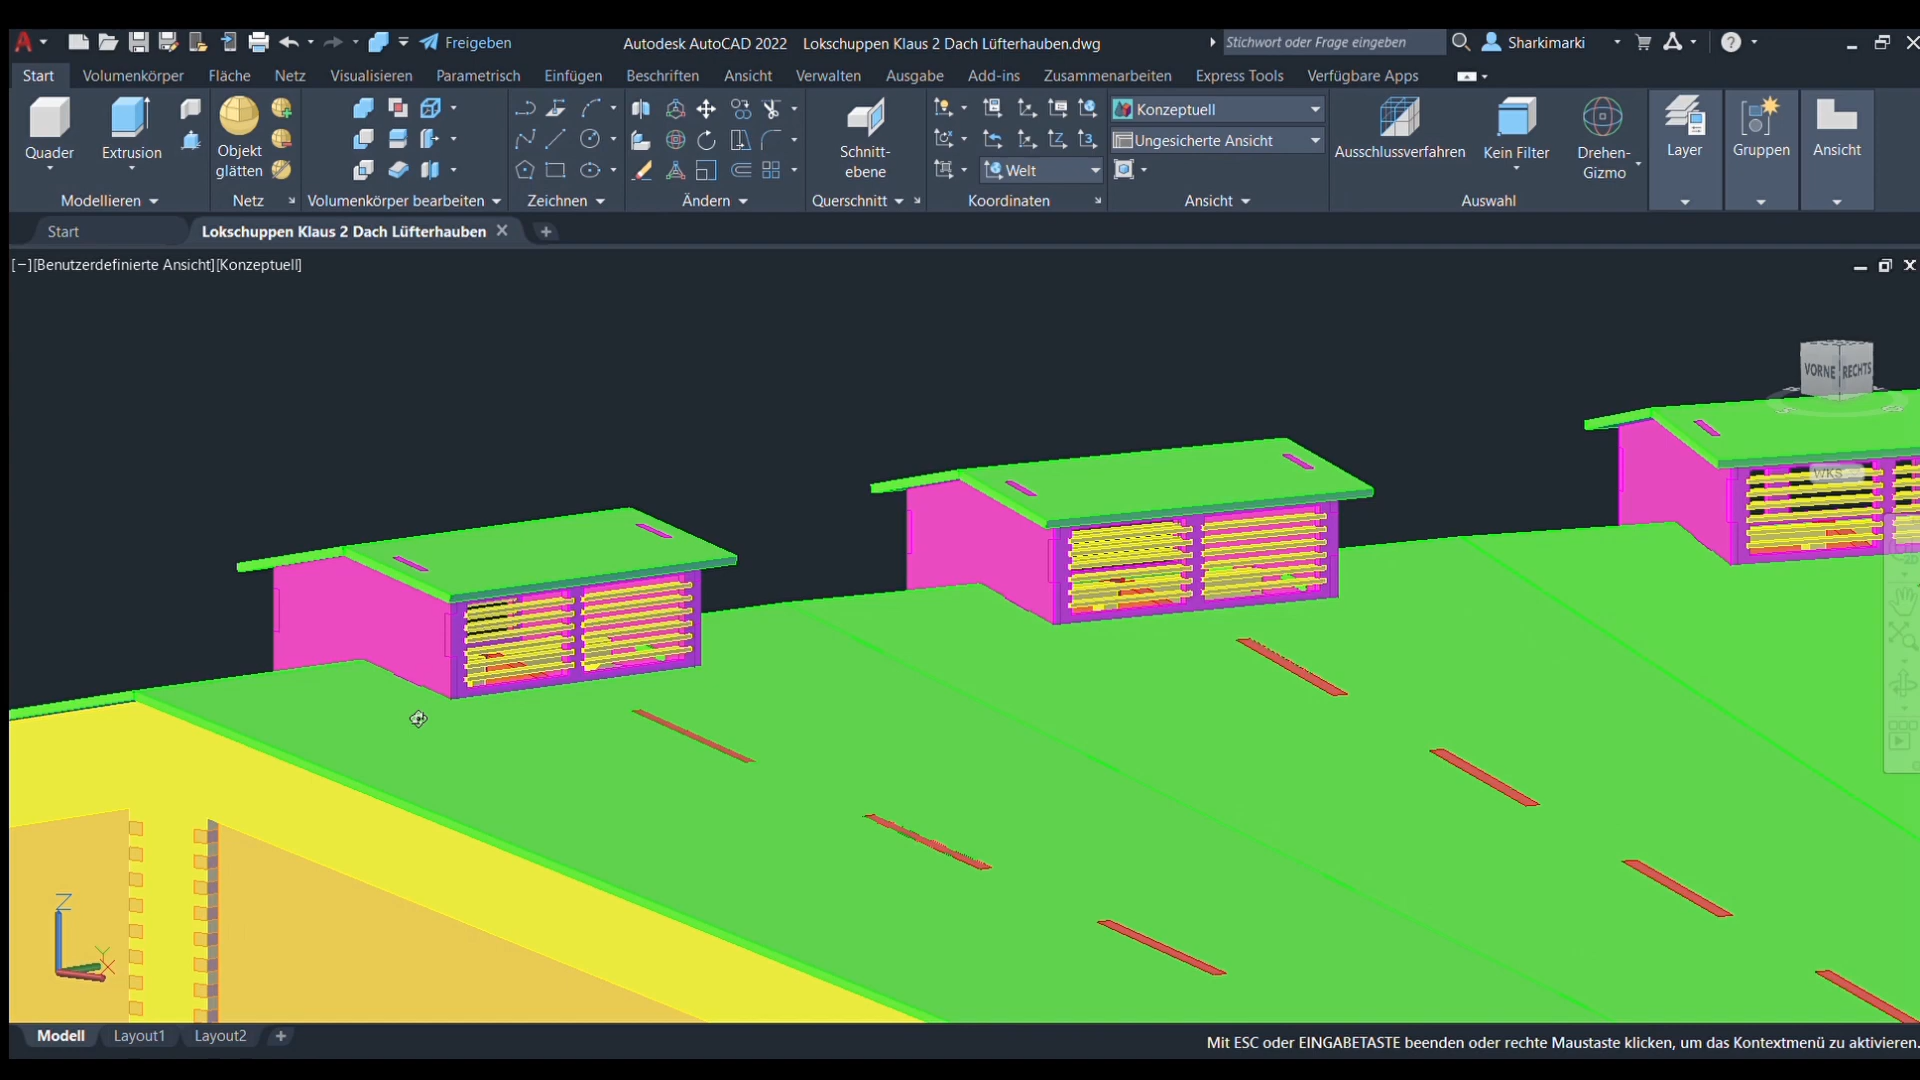 Freigeben
Autodesk AutoCAD 2022 Lokschuppen Klaus 2 Dach Lüfterhauben.dwg
Stichwort oder Frage eingeben
Sharkimarki
Start Volumenkörper Fläche Netz Visualisieren Parametrisch Einfügen Beschriften Ansicht Verwalten Ausgabe Add-ins Zusammenarbeiten Express Tools Verfügbare Apps
Quader
Extrusion
Objekt
glätten
Schnitt-
ebene
Welt
Konzeptuell
Ungesicherte Ansicht
Ausschlussverfahren
Kein Filter
Drehen-
Gizmo
Layer
Gruppen
Ansicht
Modellieren Netz Volumenkörper bearbeiten Zeichnen Ändern Querschnitt Koordinaten Ansicht Auswahl
Start
Lokschuppen Klaus 2 Dach Lüfterhauben
[−][Benutzerdefinierte Ansicht][Konzeptuell]
VORNE RECHTS
WKS
Z
Y
X
Modell Layout1 Layout2
Mit ESC oder EINGABETASTE beenden oder rechte Maustaste klicken, um das Kontextmenü zu aktivieren.